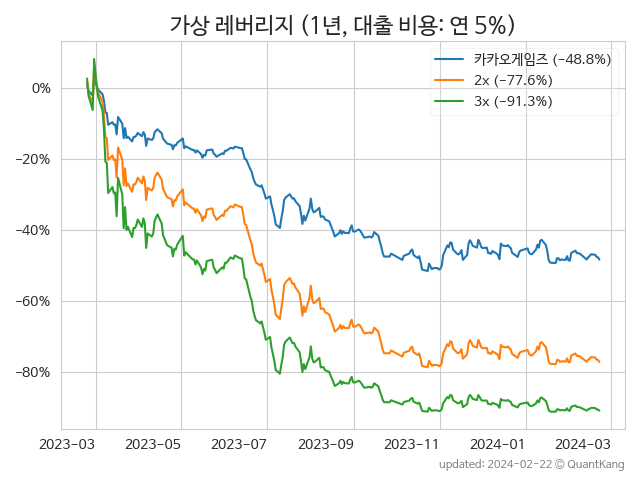 가상 레버리지 (1년, 대출 비용: 연 5%)
카카오게임즈 (−48.8%)
2x (−77.6%)
3x (−91.3%)
0%
−20%
−40%
−60%
−80%
2023-03 2023-05 2023-07 2023-09 2023-11 2024-01 2024-03
updated: 2024-02-22 © QuantKang